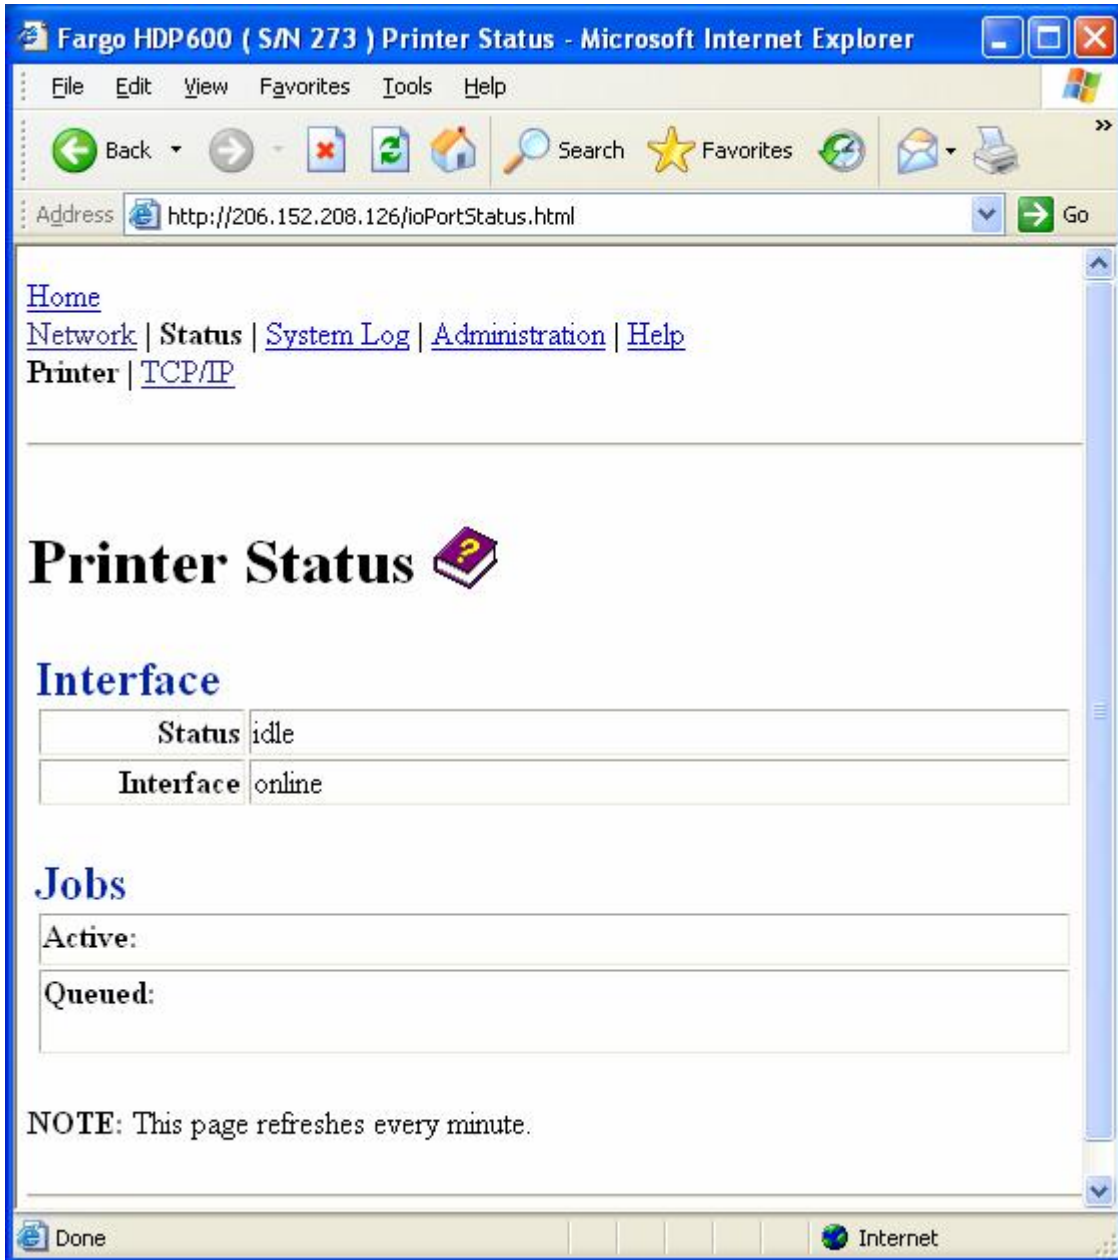 Fargo HDP600 ( S/N 273 ) Printer Status - Microsoft Internet Explorer
File Edit View Favorites Tools Help
Back Search Favorites »
Address http://206.152.208.126/ioPortStatus.html Go
Home
Network | Status | System Log | Administration | Help
Printer | TCP/IP
Printer Status
Interface
Status idle
Interface online
Jobs
Active:
Queued:
NOTE: This page refreshes every minute.
Done Internet